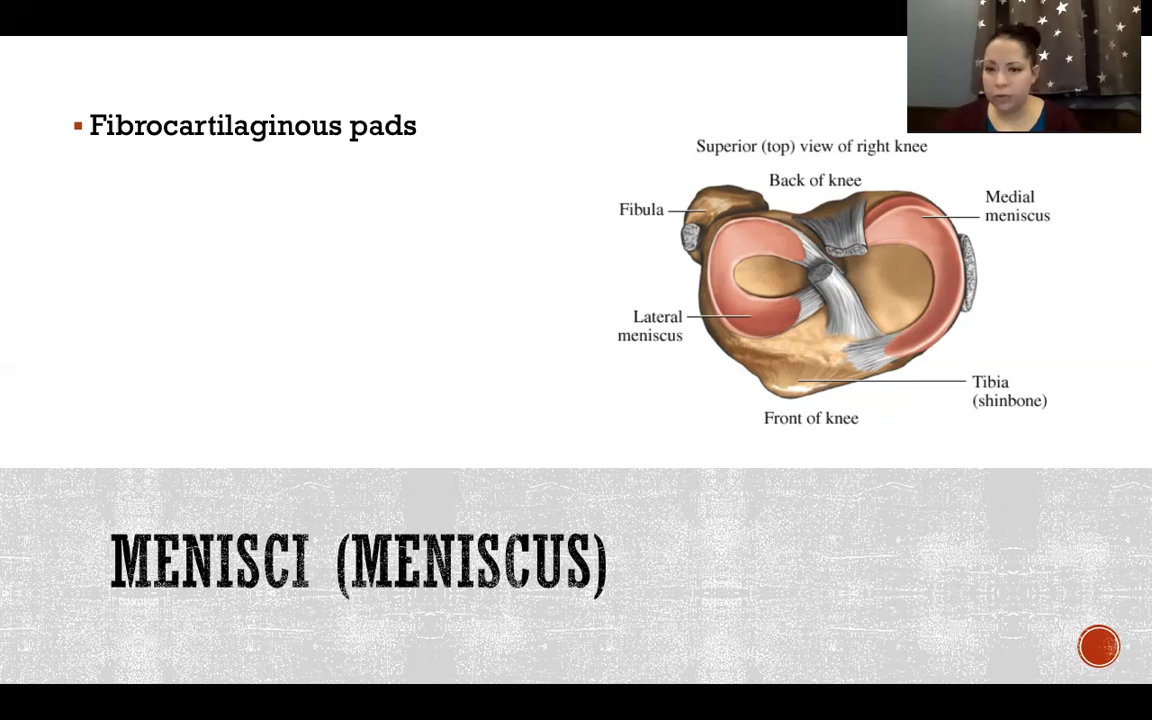 Fibrocartilaginous pads
Superior (top) view of right knee
Back of knee
Fibula
Medial
meniscus
Lateral
meniscus
Tibia
(shinbone)
Front of knee
MENISCI (MENISCUS)